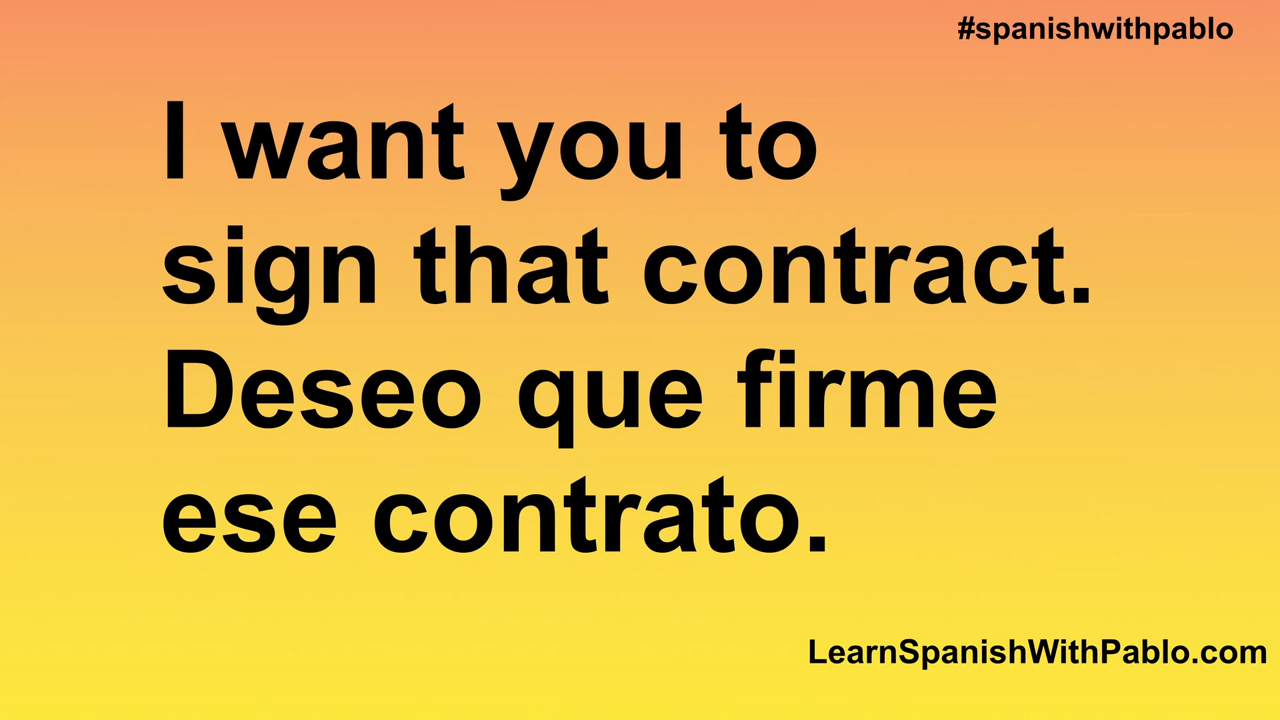 #spanishwithpablo
I want you to
sign that contract.
Deseo que firme
ese contrato.
LearnSpanishWithPablo.com